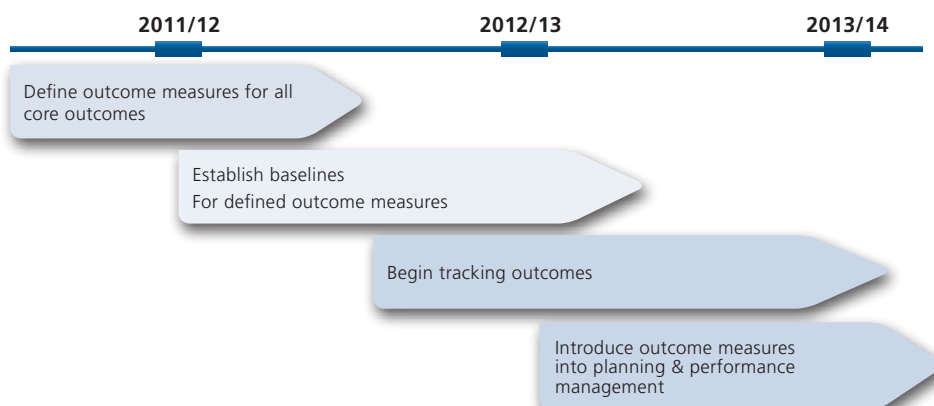 2011/12 2012/13 2013/14
Define outcome measures for all
core outcomes
Establish baselines
For defined outcome measures
Begin tracking outcomes
Introduce outcome measures
into planning & performance
management